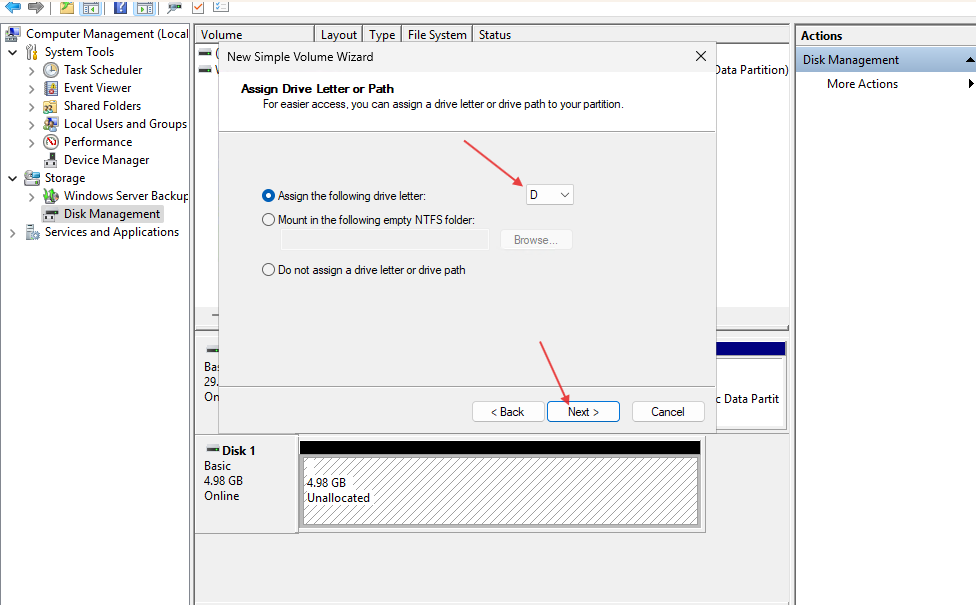 Computer Management (Local
System Tools
Task Scheduler
Event Viewer
Shared Folders
Local Users and Groups
Performance
Device Manager
Storage
Windows Server Backup
Disk Management
Services and Applications
Volume Layout Type File System Status
Data Partition)
New Simple Volume Wizard
Assign Drive Letter or Path
For easier access, you can assign a drive letter or drive path to your partition.
Assign the following drive letter: D
Mount in the following empty NTFS folder:
Browse...
Do not assign a drive letter or drive path
< Back Next > Cancel
Bas
29.
On
c Data Partit
Disk 1
Basic
4.98 GB
Online
4.98 GB
Unallocated
Actions
Disk Management
More Actions